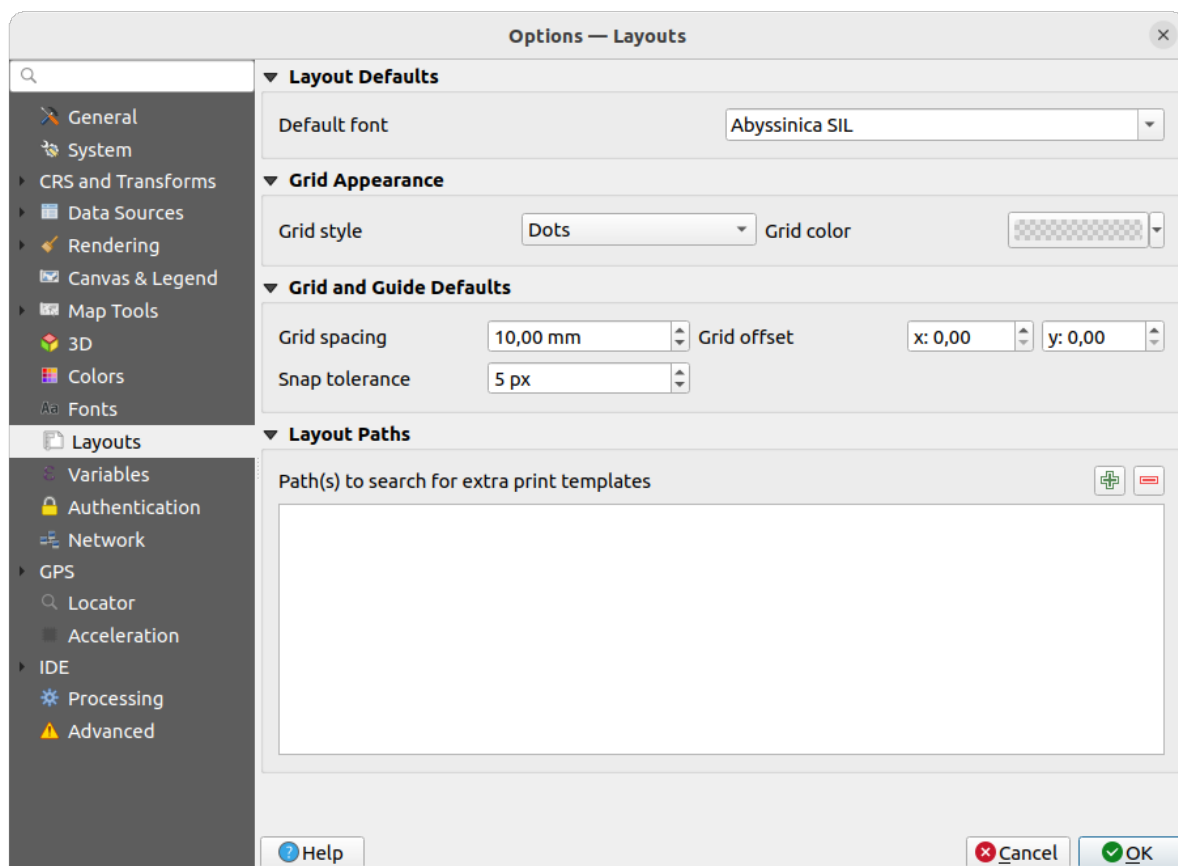 Options — Layouts
General
System
CRS and Transforms
Data Sources
Rendering
Canvas & Legend
Map Tools
3D
Colors
Aa Fonts
Layouts
ε Variables
Authentication
Network
GPS
Locator
Acceleration
IDE
Processing
Advanced
Layout Defaults
Default font Abyssinica SIL
Grid Appearance
Grid style Dots Grid color
Grid and Guide Defaults
Grid spacing 10,00 mm Grid offset x: 0,00 y: 0,00
Snap tolerance 5 px
Layout Paths
Path(s) to search for extra print templates
? Help Cancel OK